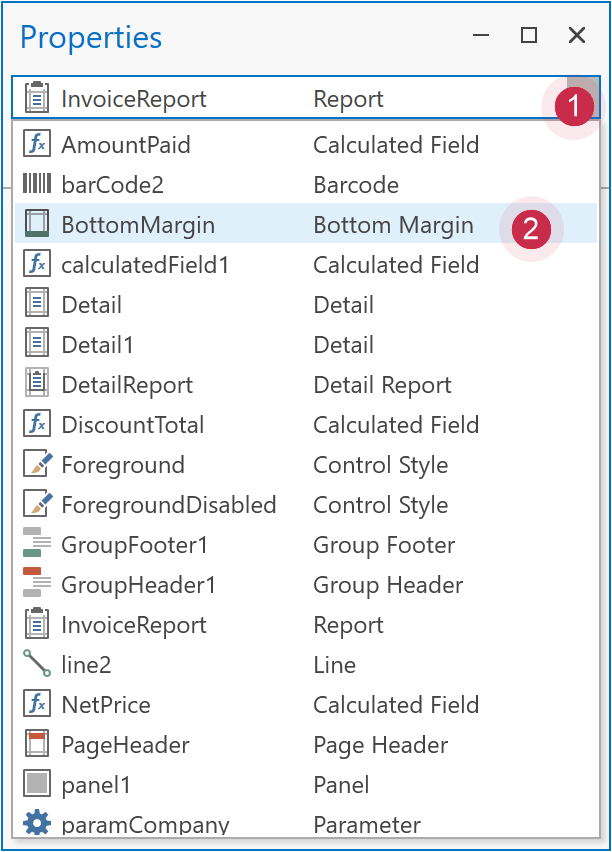 Properties
InvoiceReport Report 1
AmountPaid Calculated Field
barCode2 Barcode
BottomMargin Bottom Margin 2
calculatedField1 Calculated Field
Detail Detail
Detail1 Detail
DetailReport Detail Report
DiscountTotal Calculated Field
Foreground Control Style
ForegroundDisabled Control Style
GroupFooter1 Group Footer
GroupHeader1 Group Header
InvoiceReport Report
line2 Line
NetPrice Calculated Field
PageHeader Page Header
panel1 Panel
paramCompany Parameter